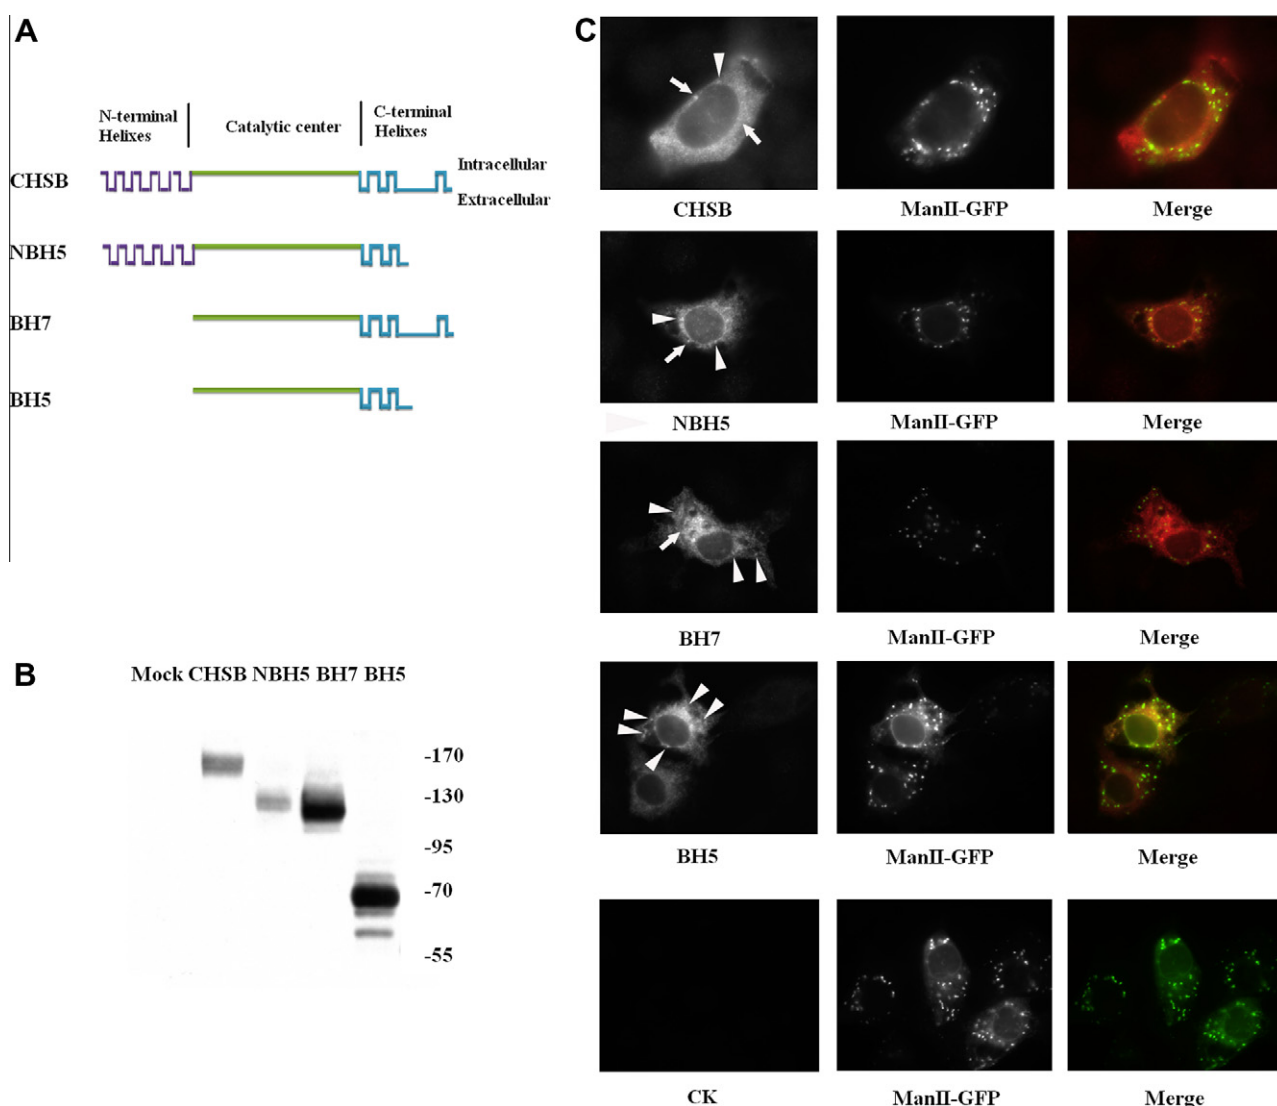 A
N-terminal
Helixes
Catalytic center
C-terminal
Helixes
CHSB
Intracellular
Extracellular
NBH5
BH7
BH5
B
Mock CHSB NBH5 BH7 BH5
-170
-130
-95
-70
-55
C
CHSB ManII-GFP Merge
NBH5 ManII-GFP Merge
BH7 ManII-GFP Merge
BH5 ManII-GFP Merge
CK ManII-GFP Merge